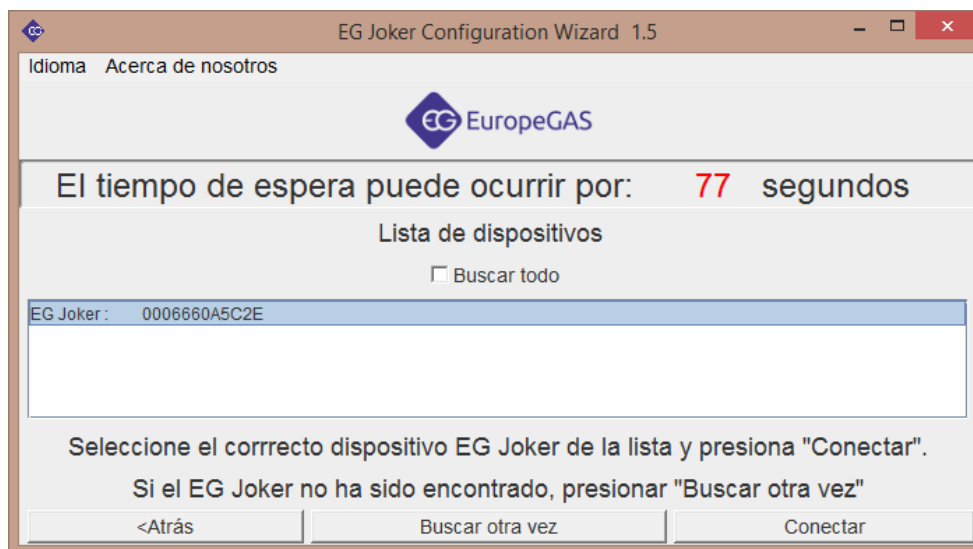 EG Joker Configuration Wizard 1.5
Idioma Acerca de nosotros
EG EuropeGAS
El tiempo de espera puede ocurrir por: 77 segundos
Lista de dispositivos
Buscar todo
EG Joker : 0006660A5C2E
Seleccione el corrrecto dispositivo EG Joker de la lista y presiona "Conectar".
Si el EG Joker no ha sido encontrado, presionar "Buscar otra vez"
<Atrás Buscar otra vez Conectar